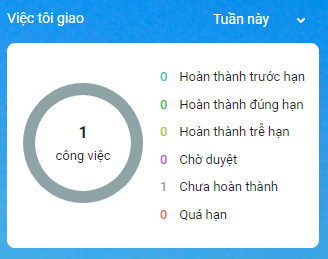 Việc tôi giao
Tuần này
1
công việc
0 Hoàn thành trước hạn
0 Hoàn thành đúng hạn
0 Hoàn thành trễ hạn
0 Chờ duyệt
1 Chưa hoàn thành
0 Quá hạn